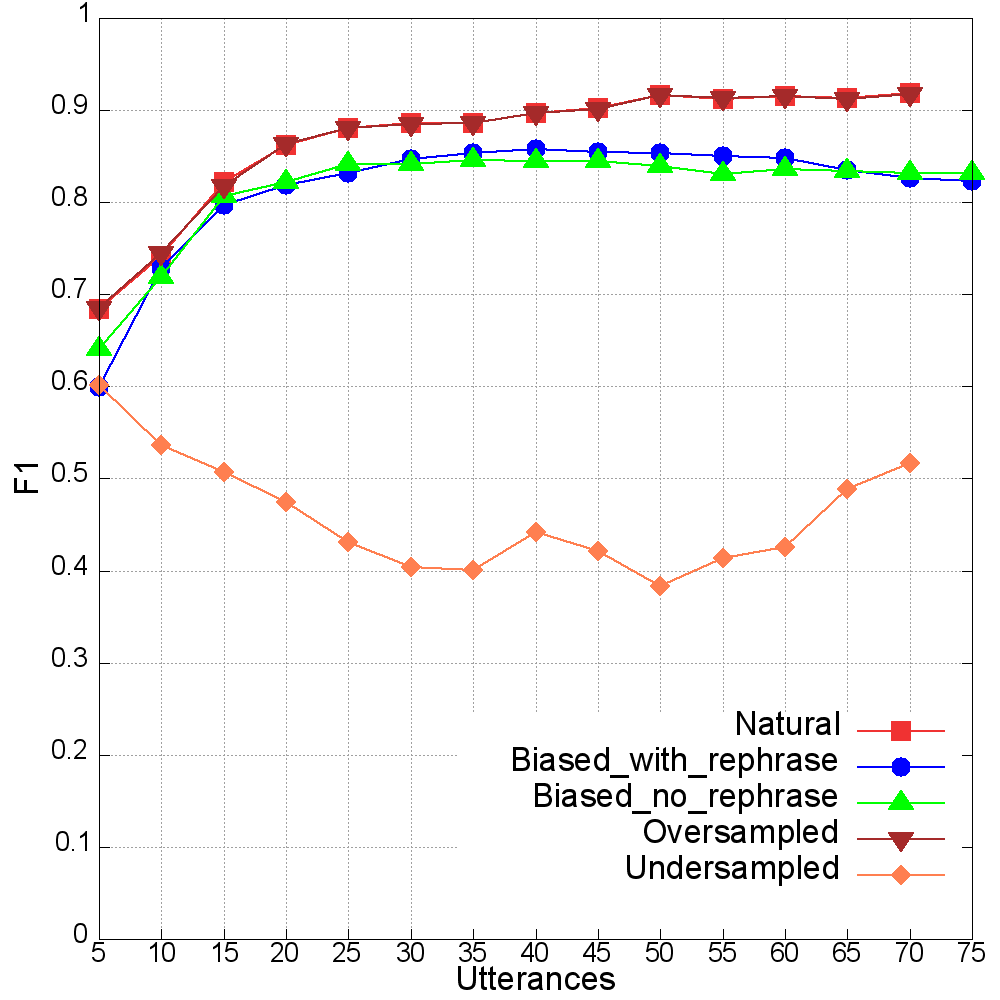 1
0.9
0.8
0.7
0.6
0.5
0.4
0.3
0.2
0.1
0
F1
Natural
Biased_with_rephrase
Biased_no_rephrase
Oversampled
Undersampled
5 10 15 20 25 30 35 40 45 50 55 60 65 70 75
Utterances